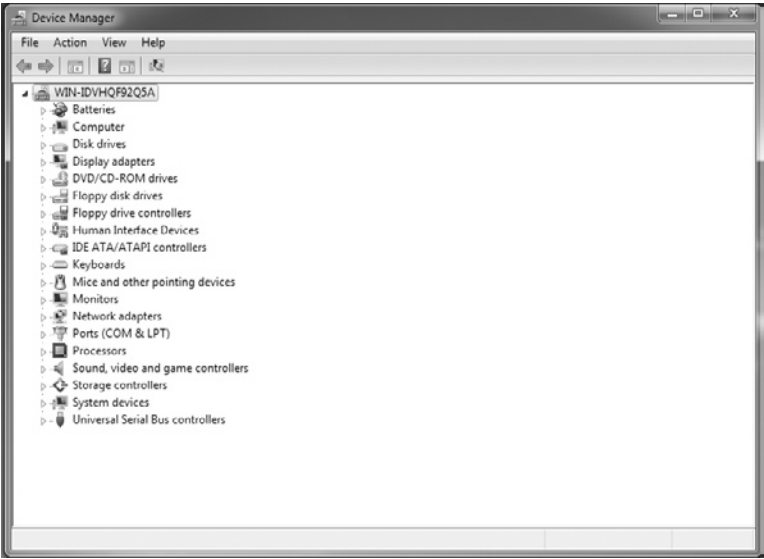 Device Manager
File Action View Help
WIN-IDVHQF92Q5A
Batteries
Computer
Disk drives
Display adapters
DVD/CD-ROM drives
Floppy disk drives
Floppy drive controllers
Human Interface Devices
IDE ATA/ATAPI controllers
Keyboards
Mice and other pointing devices
Monitors
Network adapters
Ports (COM & LPT)
Processors
Sound, video and game controllers
Storage controllers
System devices
Universal Serial Bus controllers